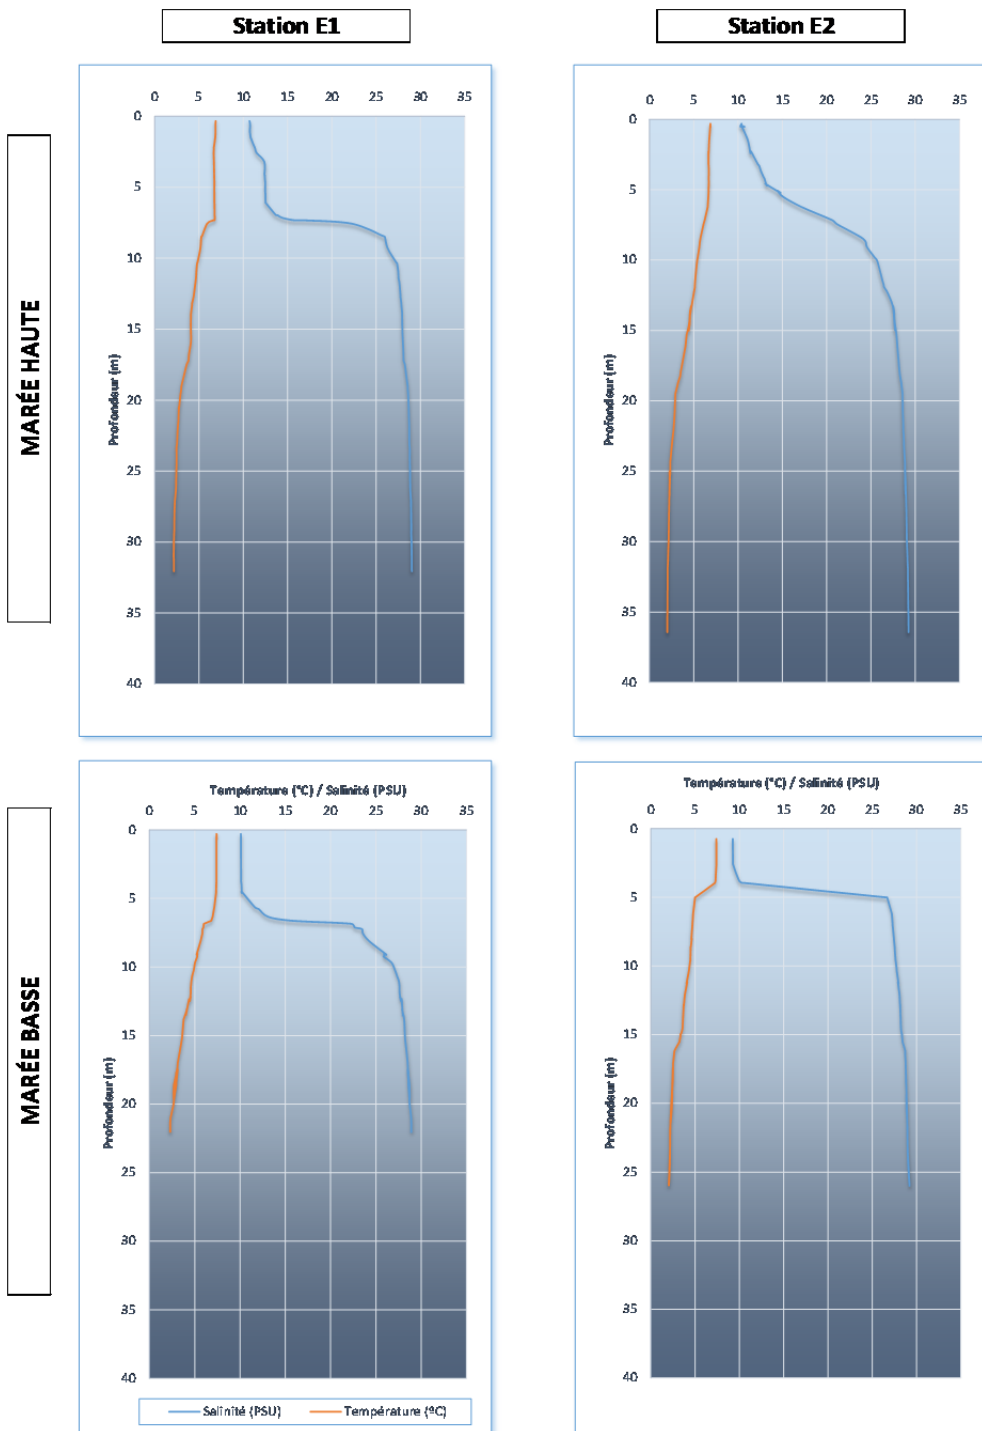 Station E1
Station E2
MARÉE HAUTE
0 5 10 15 20 25 30 35
0
5
10
15
20
25
30
35
40
Profondeur (m)
0 5 10 15 20 25 30 35
0
5
10
15
20
25
30
35
40
Profondeur (m)
MARÉE BASSE
Température (°C) / Salinité (PSU)
0 5 10 15 20 25 30 35
0
5
10
15
20
25
30
35
40
Profondeur (m)
Salinité (PSU) Température (ºC)
Température (°C) / Salinité (PSU)
0 5 10 15 20 25 30 35
0
5
10
15
20
25
30
35
40
Profondeur (m)